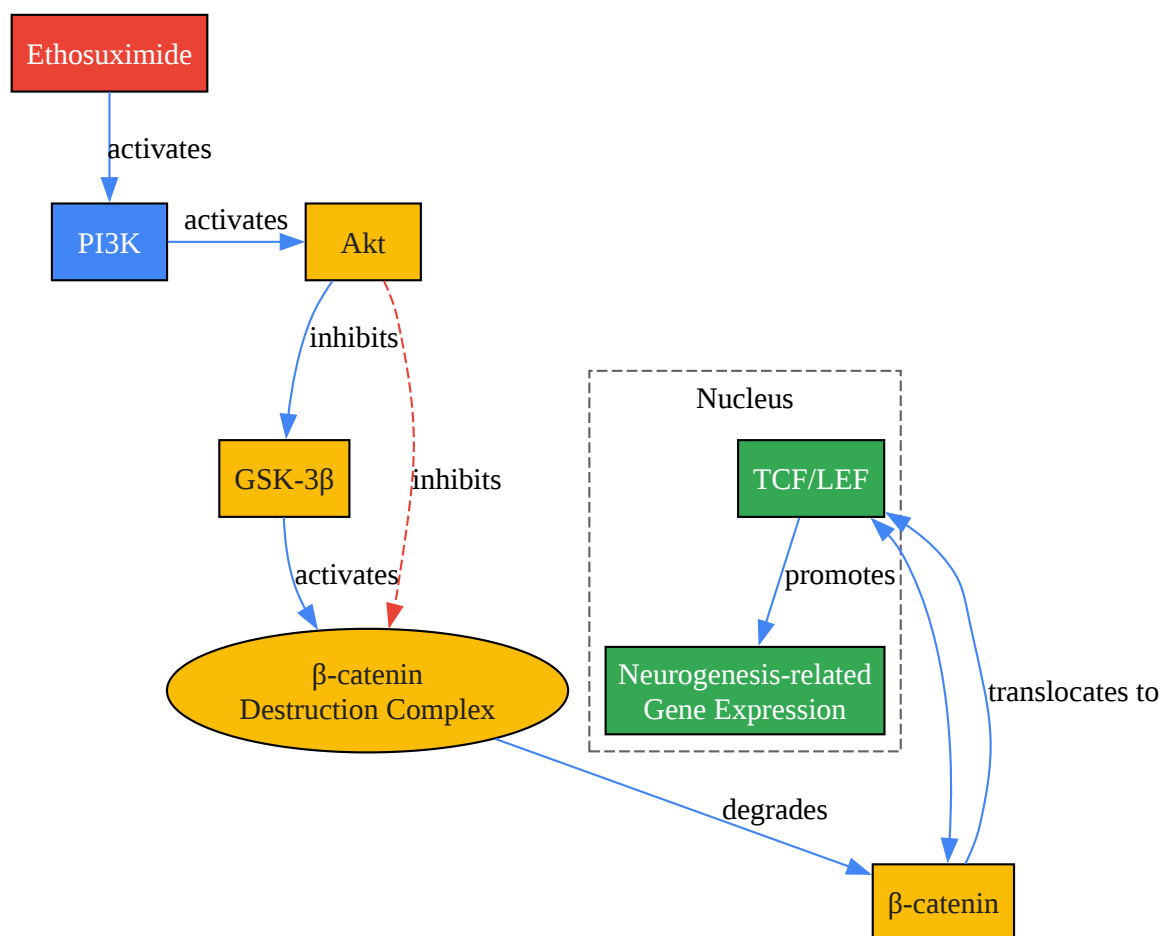 Ethosuximide
activates
PI3K
activates
Akt
inhibits
Nucleus
GSK-3β
inhibits
TCF/LEF
activates
promotes
β-catenin
Destruction Complex
Neurogenesis-related
Gene Expression
translocates to
degrades
β-catenin